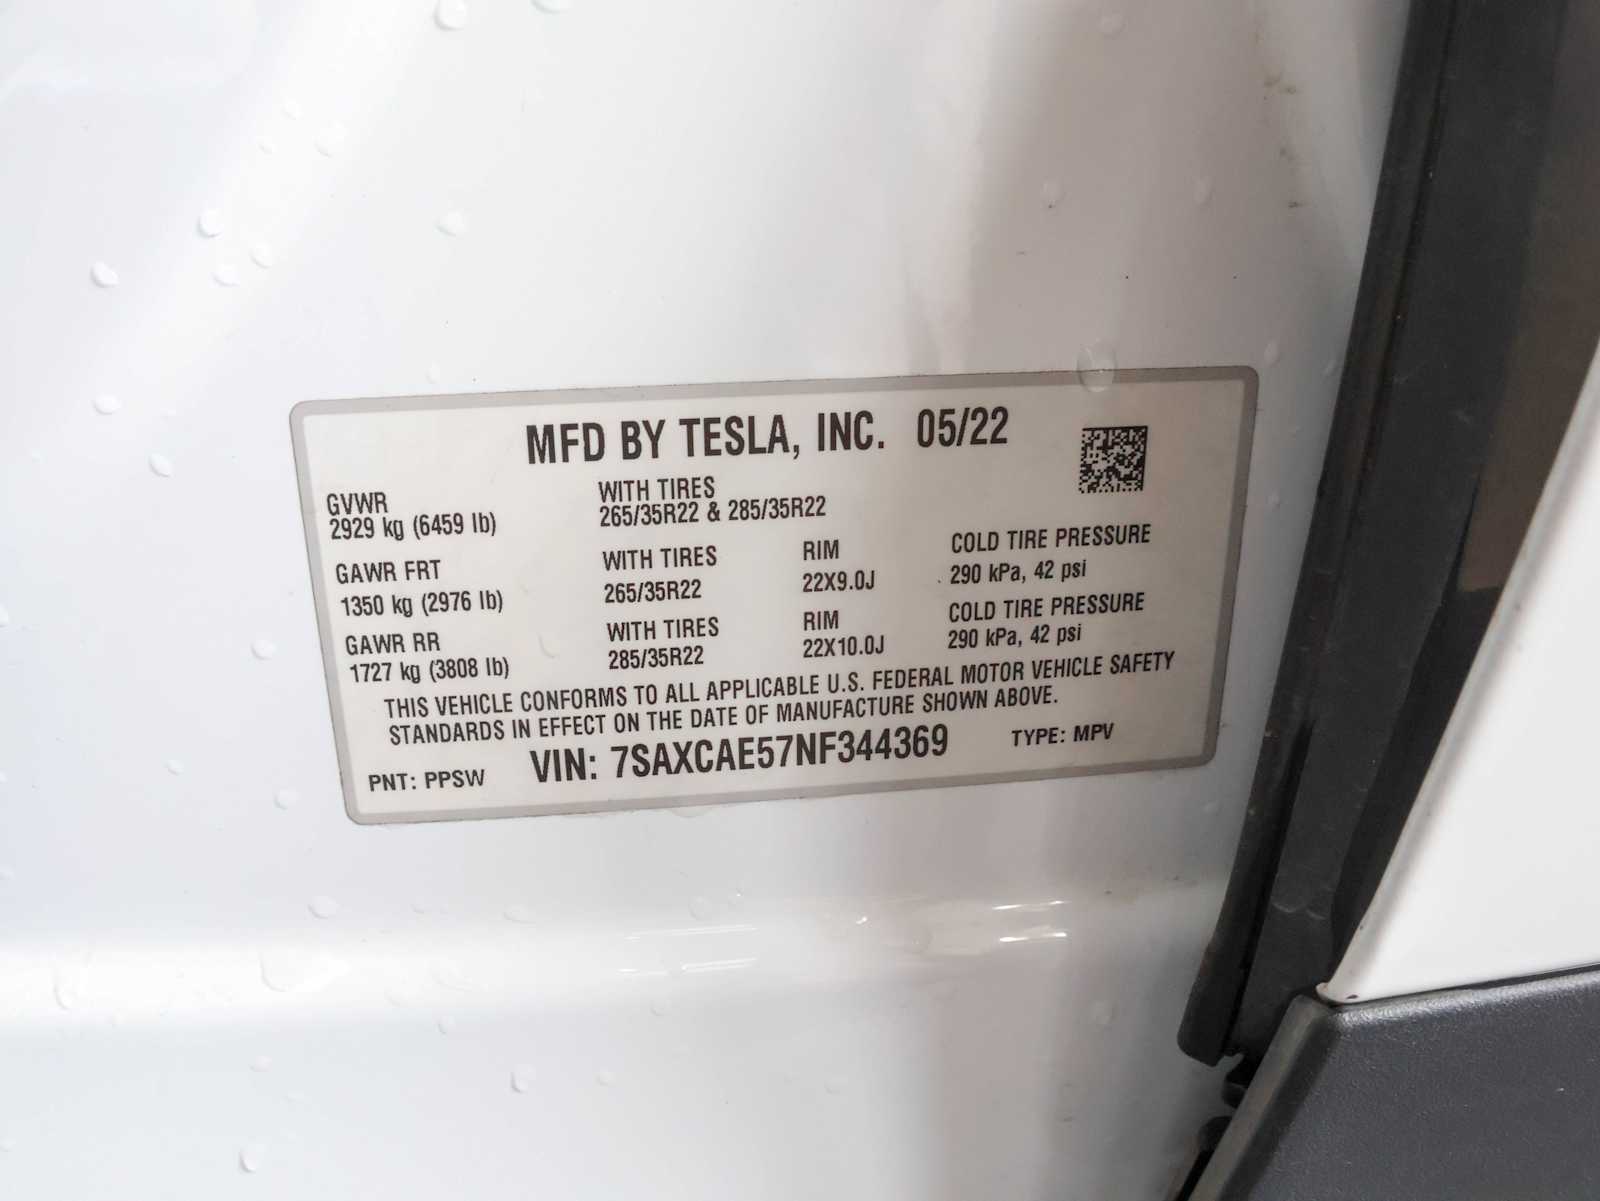 MFD BY TESLA, INC. 05/22
GVWR WITH TIRES
2929 kg (6459 lb) 265/35R22 & 285/35R22
GAWR FRT WITH TIRES RIM COLD TIRE PRESSURE
1350 kg (2976 lb) 265/35R22 22X9.0J 290 kPa, 42 psi
GAWR RR WITH TIRES RIM COLD TIRE PRESSURE
1727 kg (3808 lb) 285/35R22 22X10.0J 290 kPa, 42 psi
THIS VEHICLE CONFORMS TO ALL APPLICABLE U.S. FEDERAL MOTOR VEHICLE SAFETY
STANDARDS IN EFFECT ON THE DATE OF MANUFACTURE SHOWN ABOVE.
PNT: PPSW VIN: 7SAXCAE57NF344369 TYPE: MPV